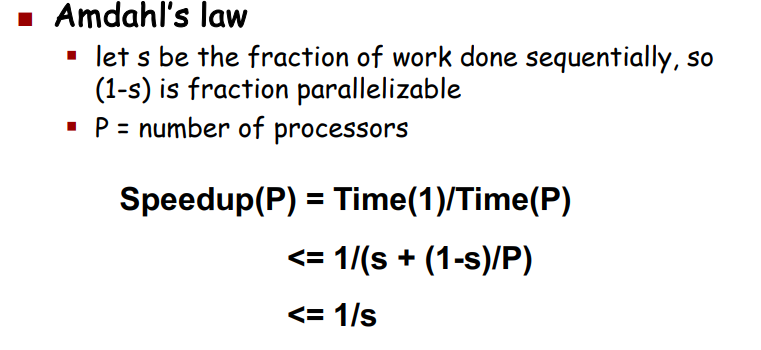 Amdahl's law
let s be the fraction of work done sequentially, so
(1-s) is fraction parallelizable
P = number of processors
Speedup(P) = Time(1)/Time(P)
<= 1/(s + (1-s)/P)
<= 1/s